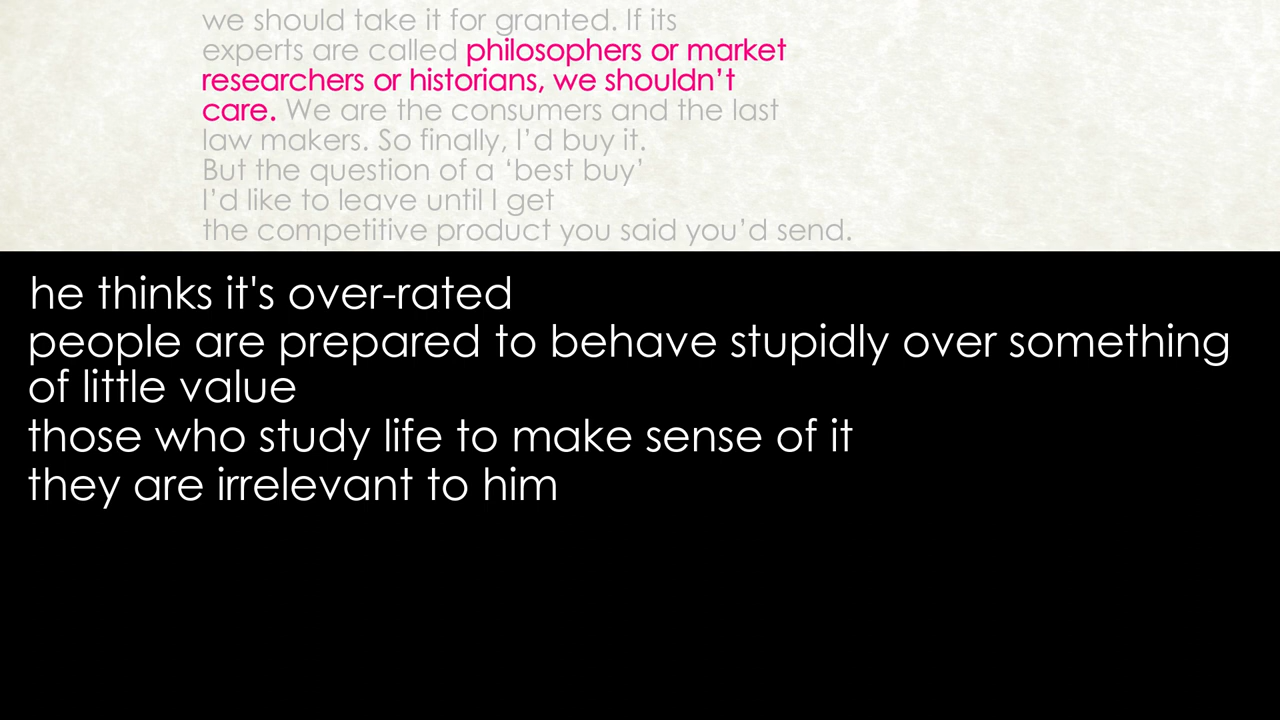 we should take it for granted. If its
experts are called philosophers or market
researchers or historians, we shouldn’t
care. We are the consumers and the last
law makers. So finally, I’d buy it.
But the question of a ‘best buy’
I’d like to leave until I get
the competitive product you said you’d send.
he thinks it's over-rated
people are prepared to behave stupidly over something
of little value
those who study life to make sense of it
they are irrelevant to him